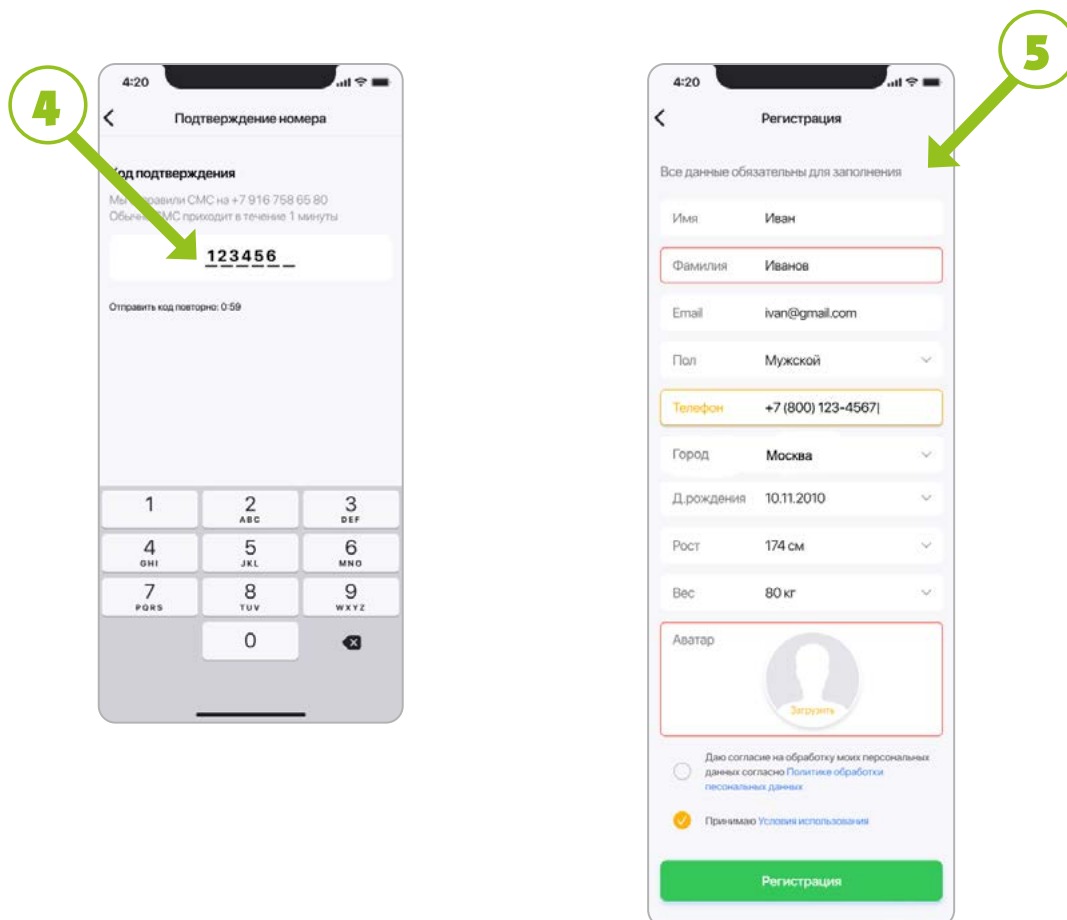 4
4:20
Подтверждение номера
Код подтверждения
Мы отправили СМС на +7 916 758 65 80
Обычно СМС приходит в течение 1 минуты
123456_
Отправить код повторно: 0:59
1
2
ABC
3
DEF
4
GHI
5
JKL
6
MNO
7
PQRS
8
TUV
9
WXYZ
0
5
4:20
Регистрация
Все данные обязательны для заполнения
Имя Иван
Фамилия Иванов
Email ivan@gmail.com
Пол Мужской
Телефон +7 (800) 123-4567|
Город Москва
Д.рождения 10.11.2010
Рост 174 см
Вес 80 кг
Аватар
Загрузить
Даю согласие на обработку моих персональных
данных согласно Политике обработки
песональных данных
Принимаю Условия использования
Регистрация